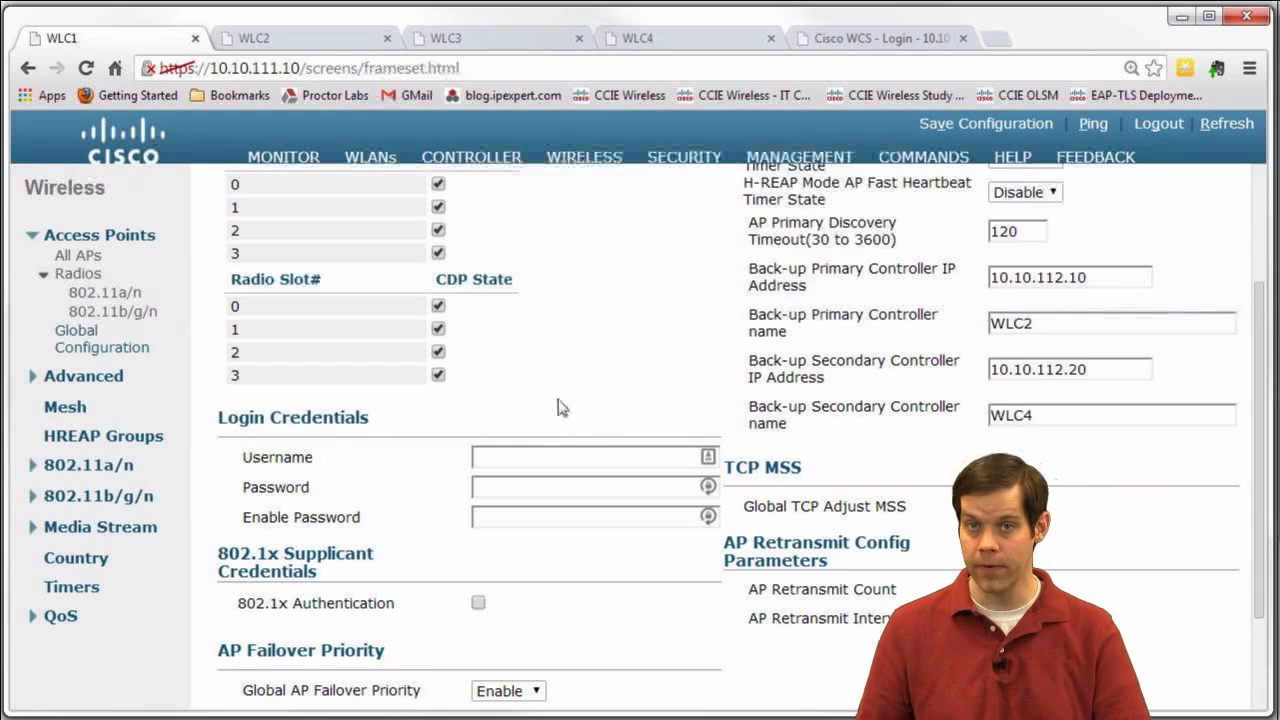 WLC1
WLC2
WLC3
WLC4
Cisco WCS - Login - 10.10
https://10.10.111.10/screens/frameset.html
Apps
Getting Started
Bookmarks
Proctor Labs
GMail
blog.ipexpert.com
CCIE Wireless
CCIE Wireless - IT C...
CCIE Wireless Study ...
CCIE OLSM
EAP-TLS Deployme...
CISCO
Save Configuration | Ping | Logout | Refresh
MONITOR WLANs CONTROLLER WIRELESS SECURITY MANAGEMENT COMMANDS HELP FEEDBACK
Wireless
Access Points
All APs
Radios
802.11a/n
802.11b/g/n
Global
Configuration
Advanced
Mesh
HREAP Groups
802.11a/n
802.11b/g/n
Media Stream
Country
Timers
QoS
0
1
2
3
Radio Slot# CDP State
0
1
2
3
Login Credentials
Username
Password
Enable Password
802.1x Supplicant
Credentials
802.1x Authentication
AP Failover Priority
Global AP Failover Priority Enable
Timer State
H-REAP Mode AP Fast Heartbeat
Timer State Disable
AP Primary Discovery
Timeout(30 to 3600) 120
Back-up Primary Controller IP
Address 10.10.112.10
Back-up Primary Controller
name WLC2
Back-up Secondary Controller
IP Address 10.10.112.20
Back-up Secondary Controller
name WLC4
TCP MSS
Global TCP Adjust MSS
AP Retransmit Config
Parameters
AP Retransmit Count
AP Retransmit Inter